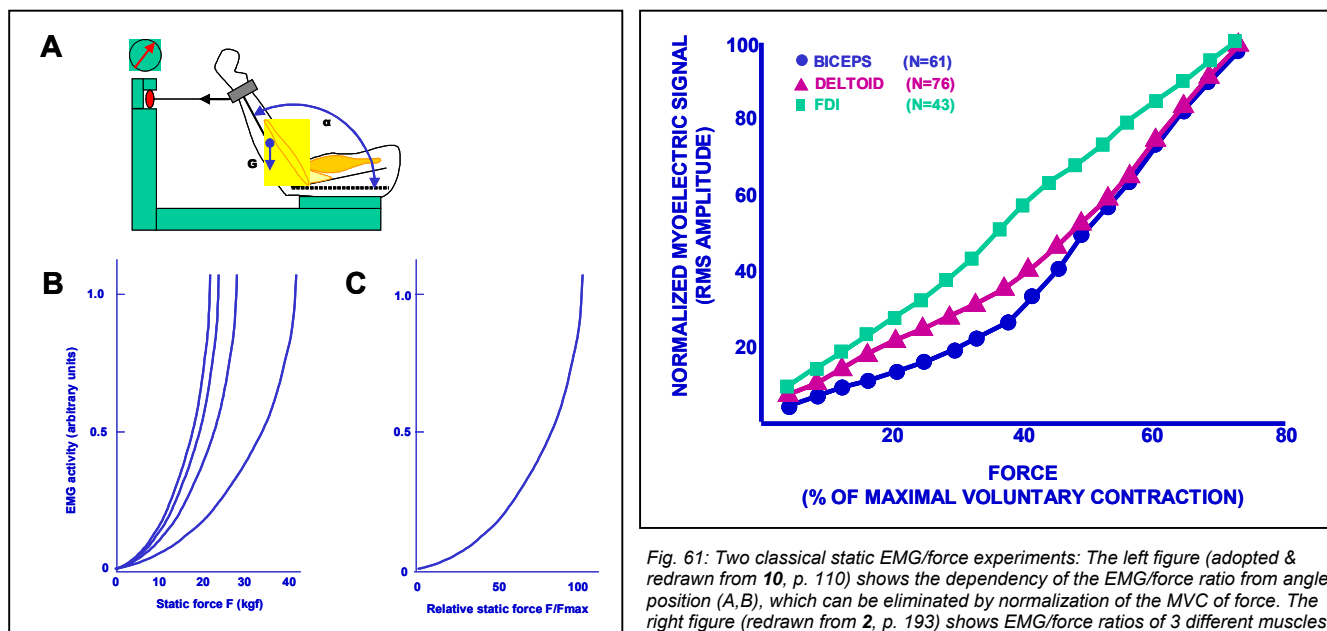 A
α
G
B
C
1.0
0.5
0
EMG activity (arbitrary units)
0 10 20 30 40
Static force F (kgf)
1.0
0.5
0
0 50 100
Relative static force F/Fmax
100
80
60
40
20
NORMALIZED MYOELECTRIC SIGNAL
(RMS AMPLITUDE)
BICEPS (N=61)
DELTOID (N=76)
FDI (N=43)
20 40 60 80
FORCE
(% OF MAXIMAL VOLUNTARY CONTRACTION)
Fig. 61: Two classical static EMG/force experiments: The left figure (adopted &
redrawn from 10, p. 110) shows the dependency of the EMG/force ratio from angle
position (A,B), which can be eliminated by normalization of the MVC of force. The
right figure (redrawn from 2, p. 193) shows EMG/force ratios of 3 different muscles